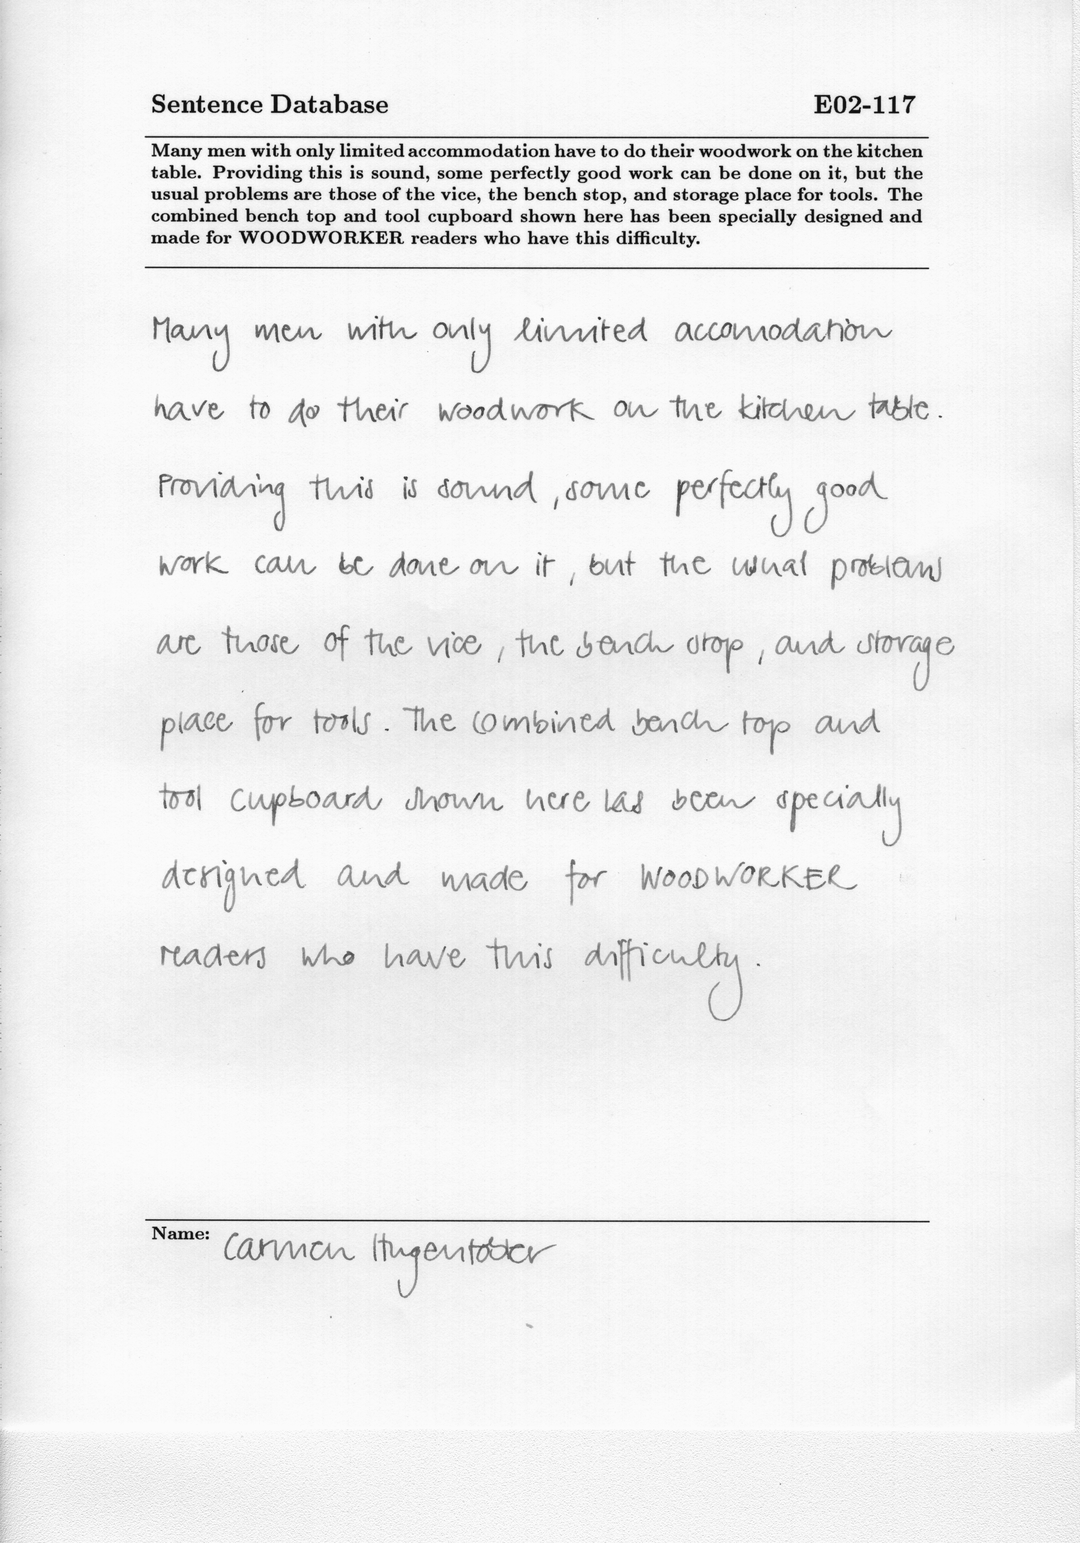 Sentence Database E02-117
Many men with only limited accommodation have to do their woodwork on the kitchen
table. Providing this is sound, some perfectly good work can be done on it, but the
usual problems are those of the vice, the bench stop, and storage place for tools. The
combined bench top and tool cupboard shown here has been specially designed and
made for WOODWORKER readers who have this difficulty.
Many men with only limited accomodation
have to do their woodwork on the kitchen table.
Providing this is sound, some perfectly good
work can be done on it, but the usual problems
are those of the vice, the bench stop, and storage
place for tools. The combined bench top and
tool cupboard shown here has been specially
designed and made for WOODWORKER
readers who have this difficulty.
Name: Carmen Hugentobler